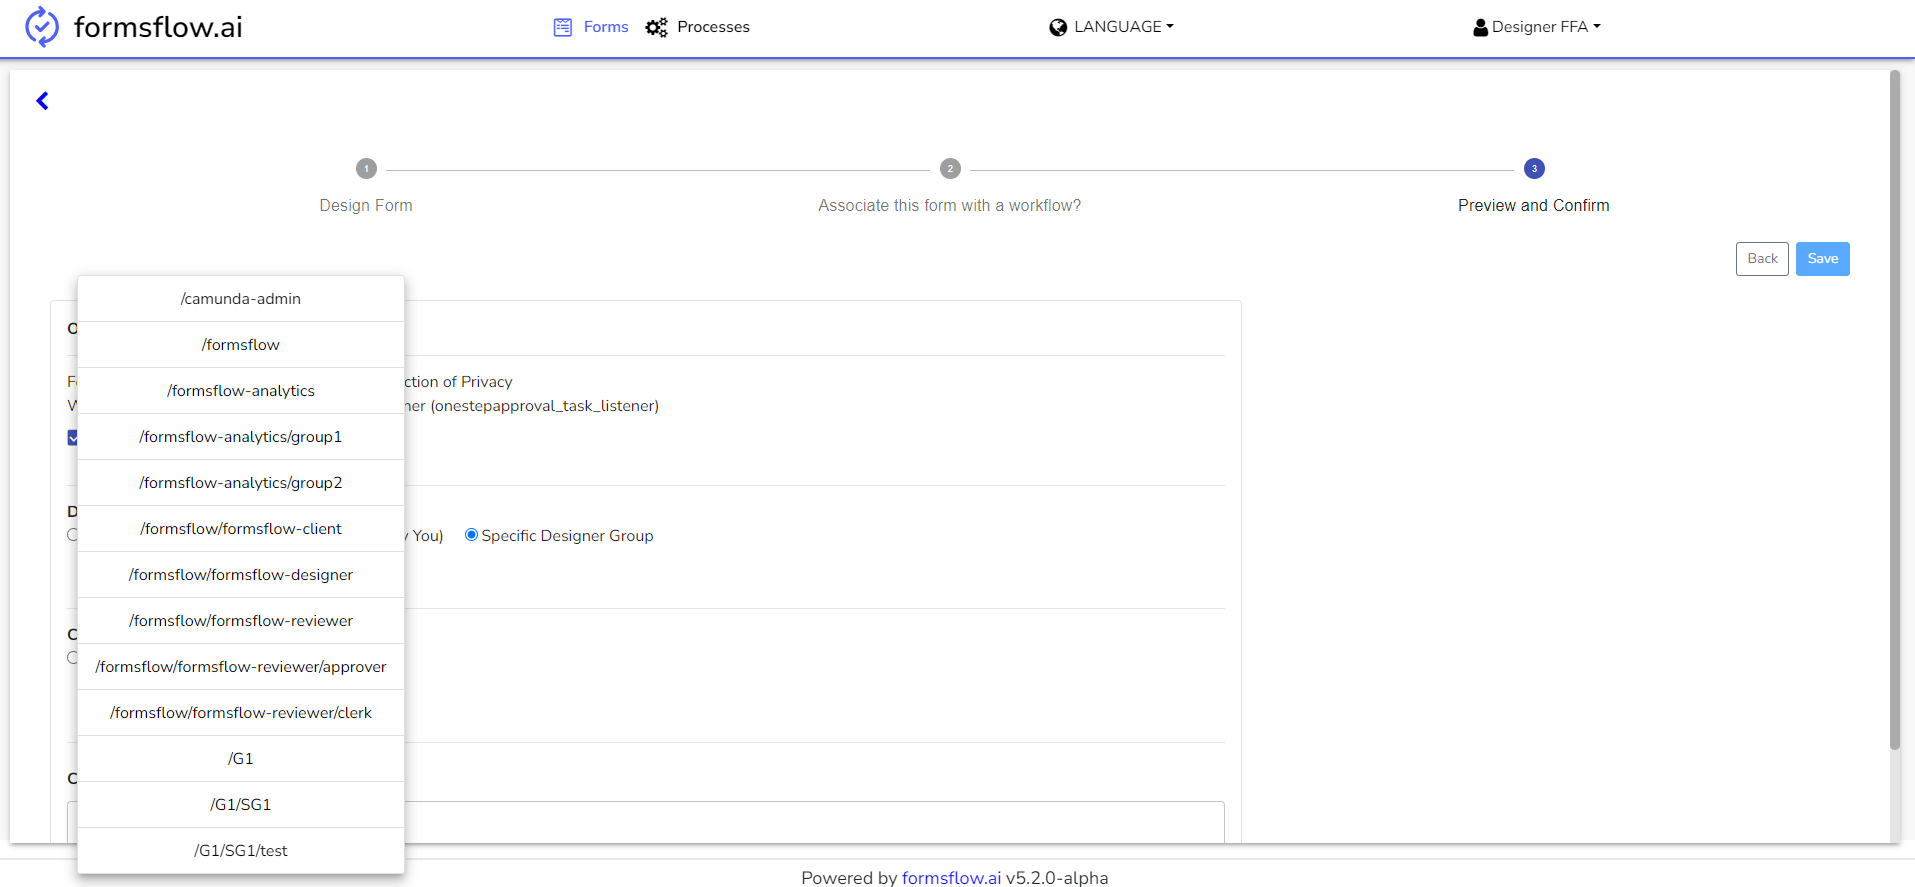 formsflow.ai
Forms
Processes
LANGUAGE
Designer FFA
1
2
3
Design Form
Associate this form with a workflow?
Preview and Confirm
Back
Save
/camunda-admin
/formsflow
/formsflow-analytics
/formsflow-analytics/group1
/formsflow-analytics/group2
/formsflow/formsflow-client
/formsflow/formsflow-designer
/formsflow/formsflow-reviewer
/formsflow/formsflow-reviewer/approver
/formsflow/formsflow-reviewer/clerk
/G1
/G1/SG1
/G1/SG1/test
ction of Privacy
ner (onestepapproval_task_listener)
You)
Specific Designer Group
Powered by formsflow.ai v5.2.0-alpha